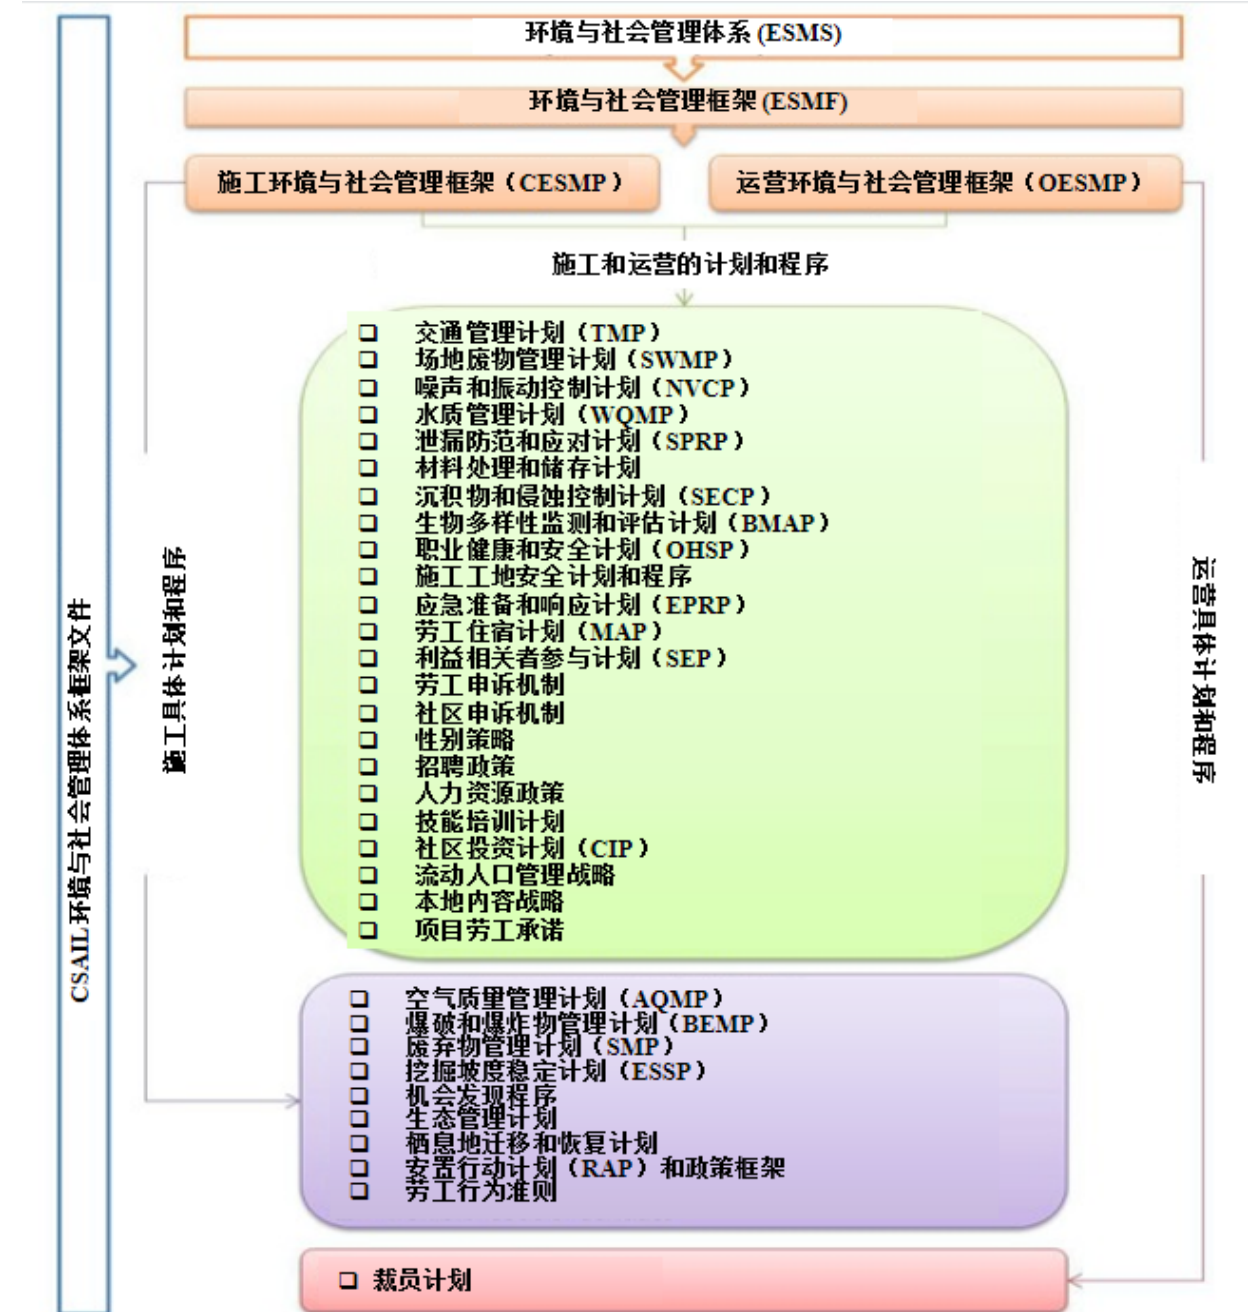 环境与社会管理体系 (ESMS)
环境与社会管理框架 (ESMF)
施工环境与社会管理框架（CESMP）
运营环境与社会管理框架（OESMP）
施工和运营的计划和程序
交通管理计划（TMP）
场地废物管理计划（SWMP）
噪声和振动控制计划（NVCP）
水质管理计划（WQMP）
泄漏防范和应对计划（SPRP）
材料处理和储存计划
沉积物和侵蚀控制计划（SECP）
生物多样性监测和评估计划（BMAP）
职业健康和安全计划（OHSP）
施工工地安全计划和程序
应急准备和响应计划（EPRP）
劳工住宿计划（MAP）
利益相关者参与计划（SEP）
劳工申诉机制
社区申诉机制
性别策略
招聘政策
人力资源政策
技能培训计划
社区投资计划（CIP）
流动人口管理战略
本地内容战略
项目劳工承诺
空气质量管理计划（AQMP）
爆破和爆炸物管理计划（BEMP）
废弃物管理计划（SMP）
挖掘坡度稳定计划（ESSP）
机会发现程序
生态管理计划
栖息地迁移和恢复计划
安置行动计划（RAP）和政策框架
劳工行为准则
裁员计划
CSAIL 环境与社会管理体系框架文件
施工具体计划和程序
运营具体计划和程序